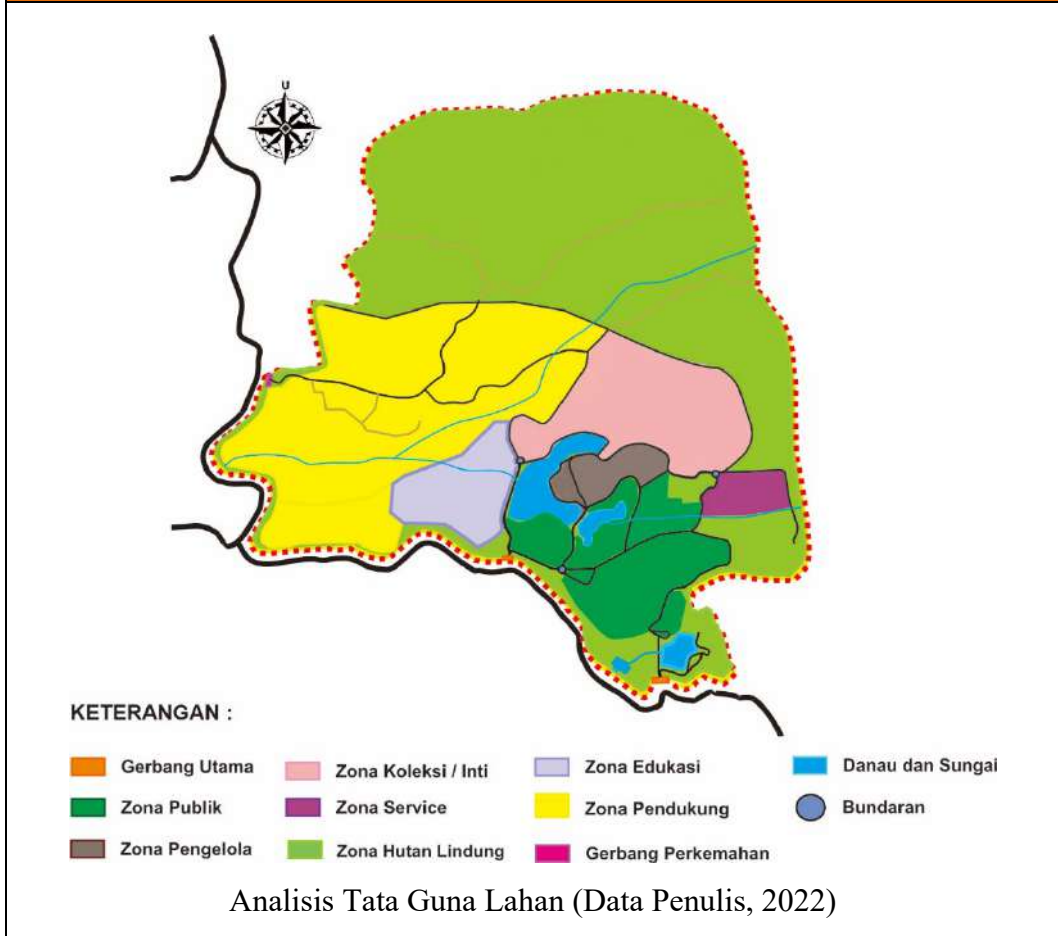 U
KETERANGAN :
Gerbang Utama
Zona Koleksi / Inti
Zona Edukasi
Danau dan Sungai
Zona Publik
Zona Service
Zona Pendukung
Bundaran
Zona Pengelola
Zona Hutan Lindung
Gerbang Perkemahan
Analisis Tata Guna Lahan (Data Penulis, 2022)